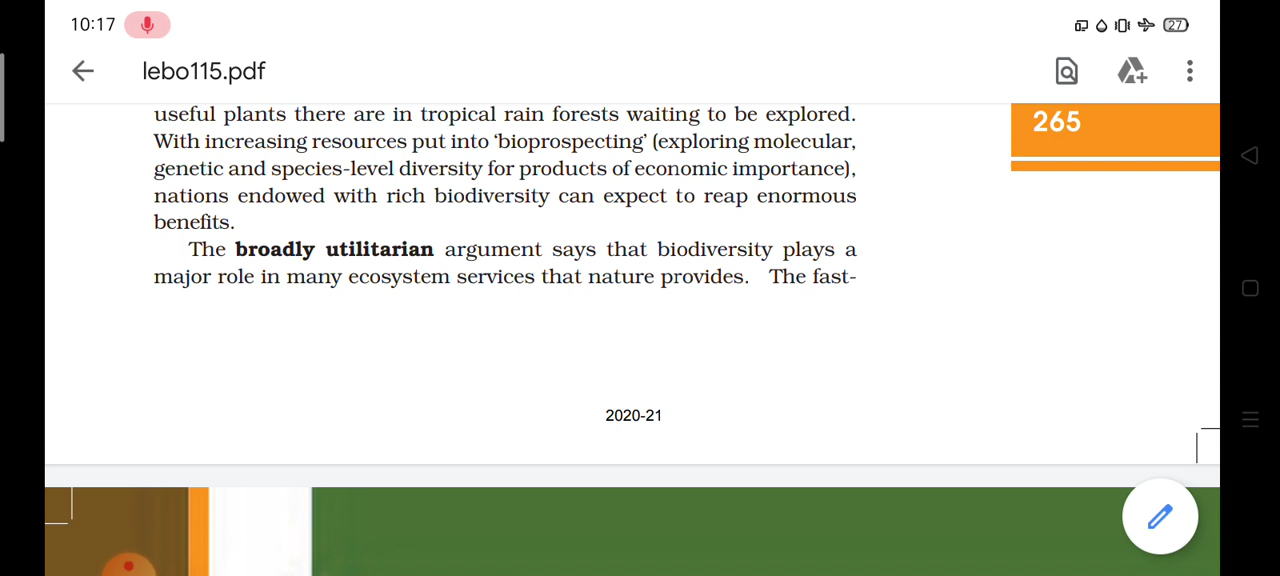 10:17
27
lebo115.pdf
useful plants there are in tropical rain forests waiting to be explored.
With increasing resources put into ‘bioprospecting’ (exploring molecular,
genetic and species-level diversity for products of economic importance),
nations endowed with rich biodiversity can expect to reap enormous
benefits.
265
The broadly utilitarian argument says that biodiversity plays a
major role in many ecosystem services that nature provides. The fast-
2020-21